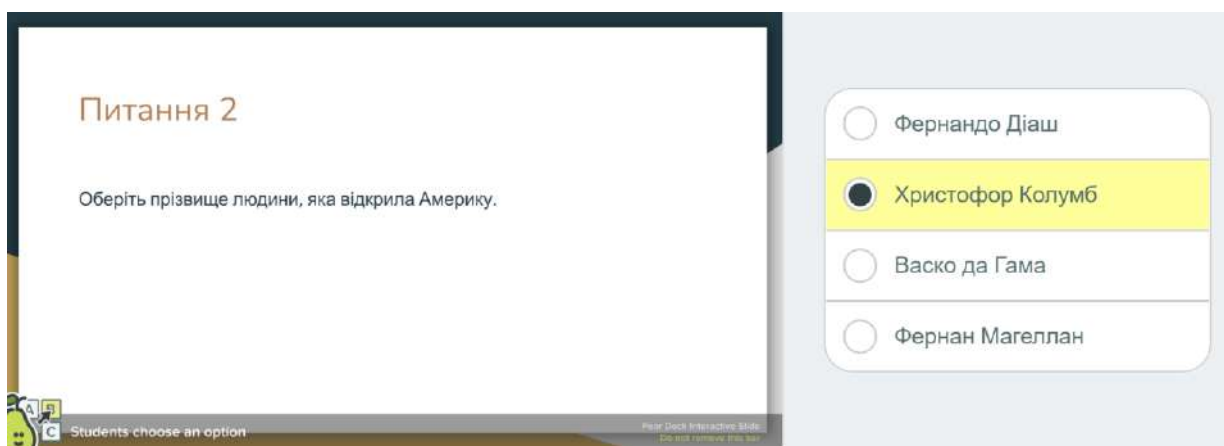 Питання 2
Оберіть прізвище людини, яка відкрила Америку.
Фернандо Діаш
Христофор Колумб
Васко да Гама
Фернан Магеллан
A
C
Students choose an option
Pear Deck Interactive Slide
Do not remove this bar